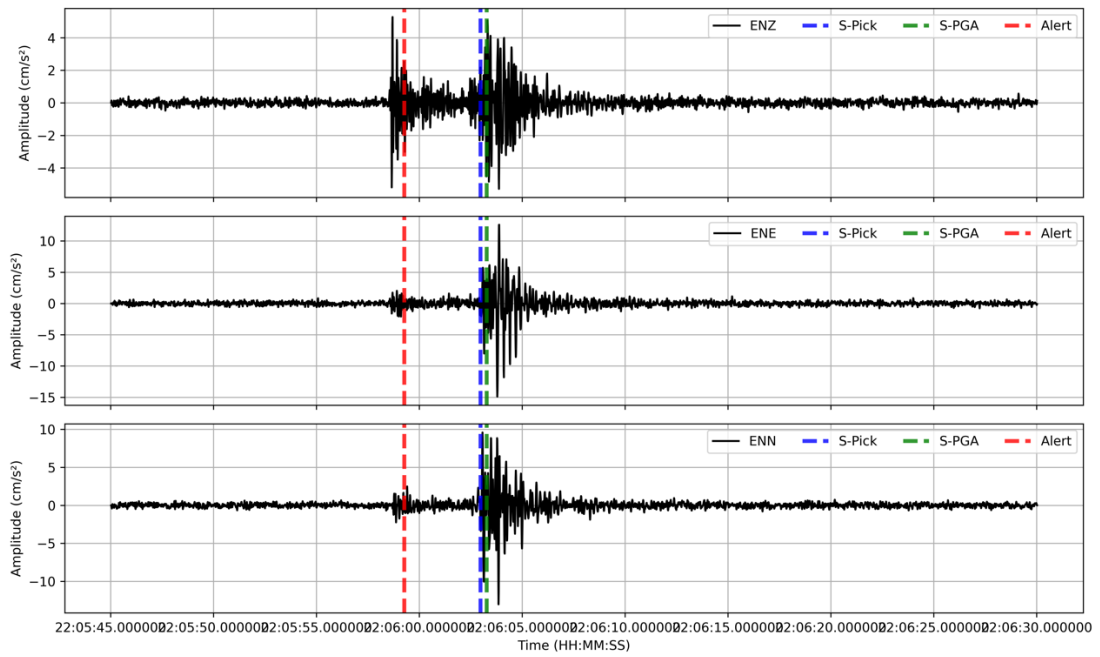 ENZ S-Pick S-PGA Alert
Amplitude (cm/s²)
4
2
0
−2
−4
ENE S-Pick S-PGA Alert
Amplitude (cm/s²)
10
5
0
−5
−10
−15
ENN S-Pick S-PGA Alert
Amplitude (cm/s²)
10
5
0
−5
−10
22:05:45.000000 22:05:50.000000 22:05:55.000000 22:06:00.000000 22:06:05.000000 22:06:10.000000 22:06:15.000000 22:06:20.000000 22:06:25.000000 22:06:30.000000
Time (HH:MM:SS)